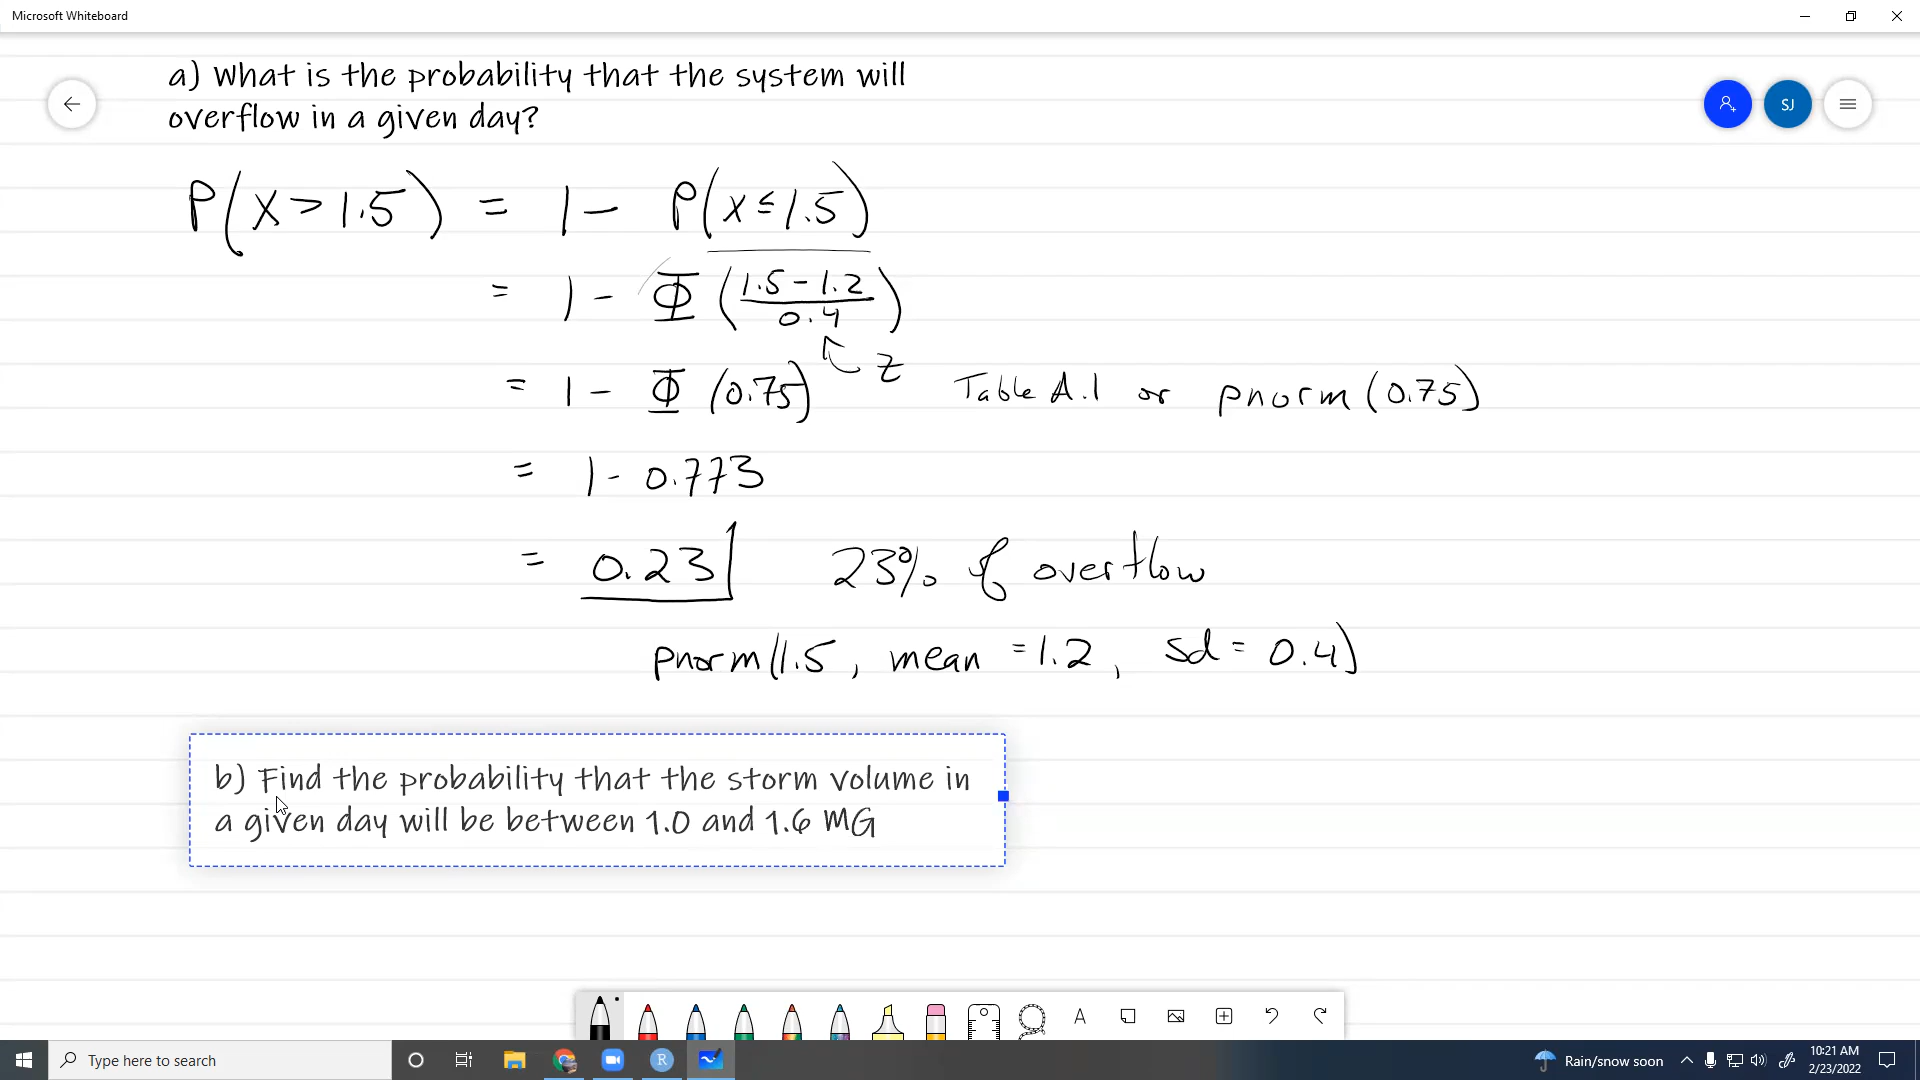 Microsoft Whiteboard
a) What is the probability that the system will
overflow in a given day?
SJ
P(X > 1.5) = 1 - P(X ≤ 1.5)
= 1 - Φ (1.5 - 1.2 / 0.4)
= 1 - Φ (0.75) z Table A.1 or pnorm (0.75)
= 1 - 0.773
= 0.23 23% of overflow
pnorm(1.5, mean = 1.2, sd = 0.4)
b) Find the probability that the storm volume in
a given day will be between 1.0 and 1.6 MG
A
Type here to search
R
Rain/snow soon
10:21 AM
2/23/2022